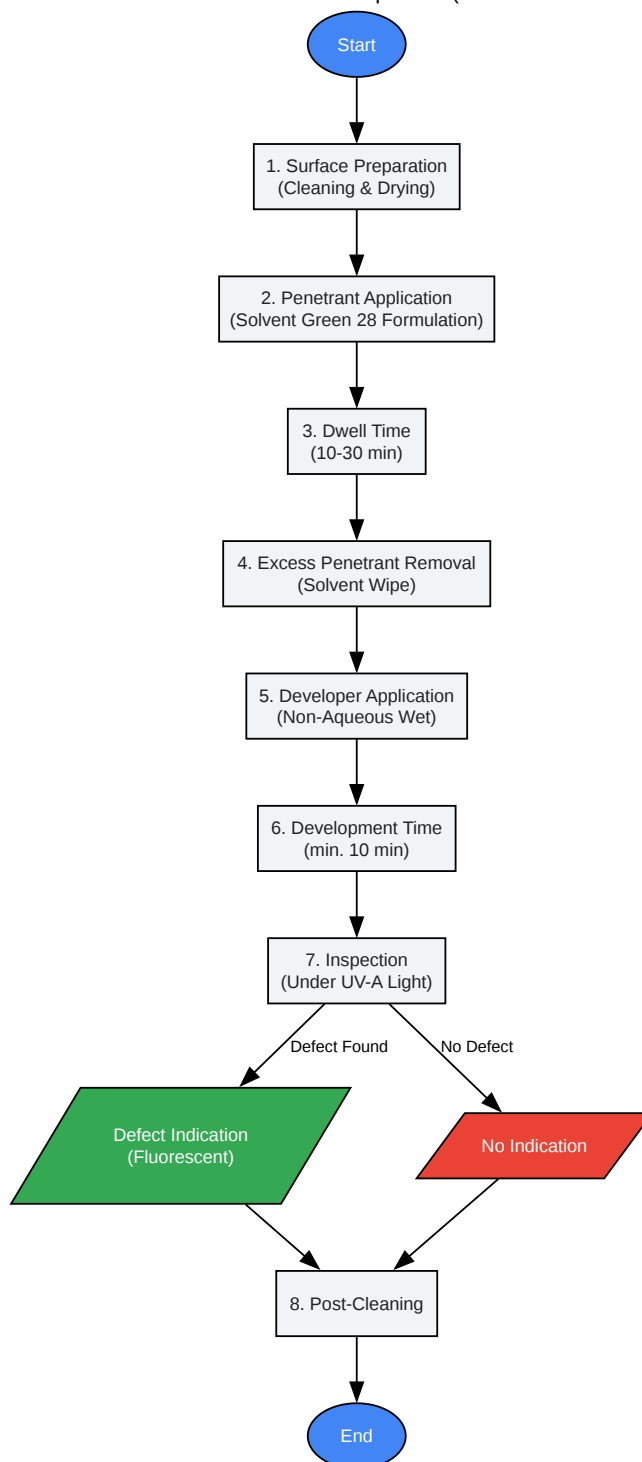 Start
1. Surface Preparation
(Cleaning & Drying)
2. Penetrant Application
(Solvent Green 28 Formulation)
3. Dwell Time
(10-30 min)
4. Excess Penetrant Removal
(Solvent Wipe)
5. Developer Application
(Non-Aqueous Wet)
6. Development Time
(min. 10 min)
7. Inspection
(Under UV-A Light)
Defect Found
No Defect
Defect Indication
(Fluorescent)
No Indication
8. Post-Cleaning
End